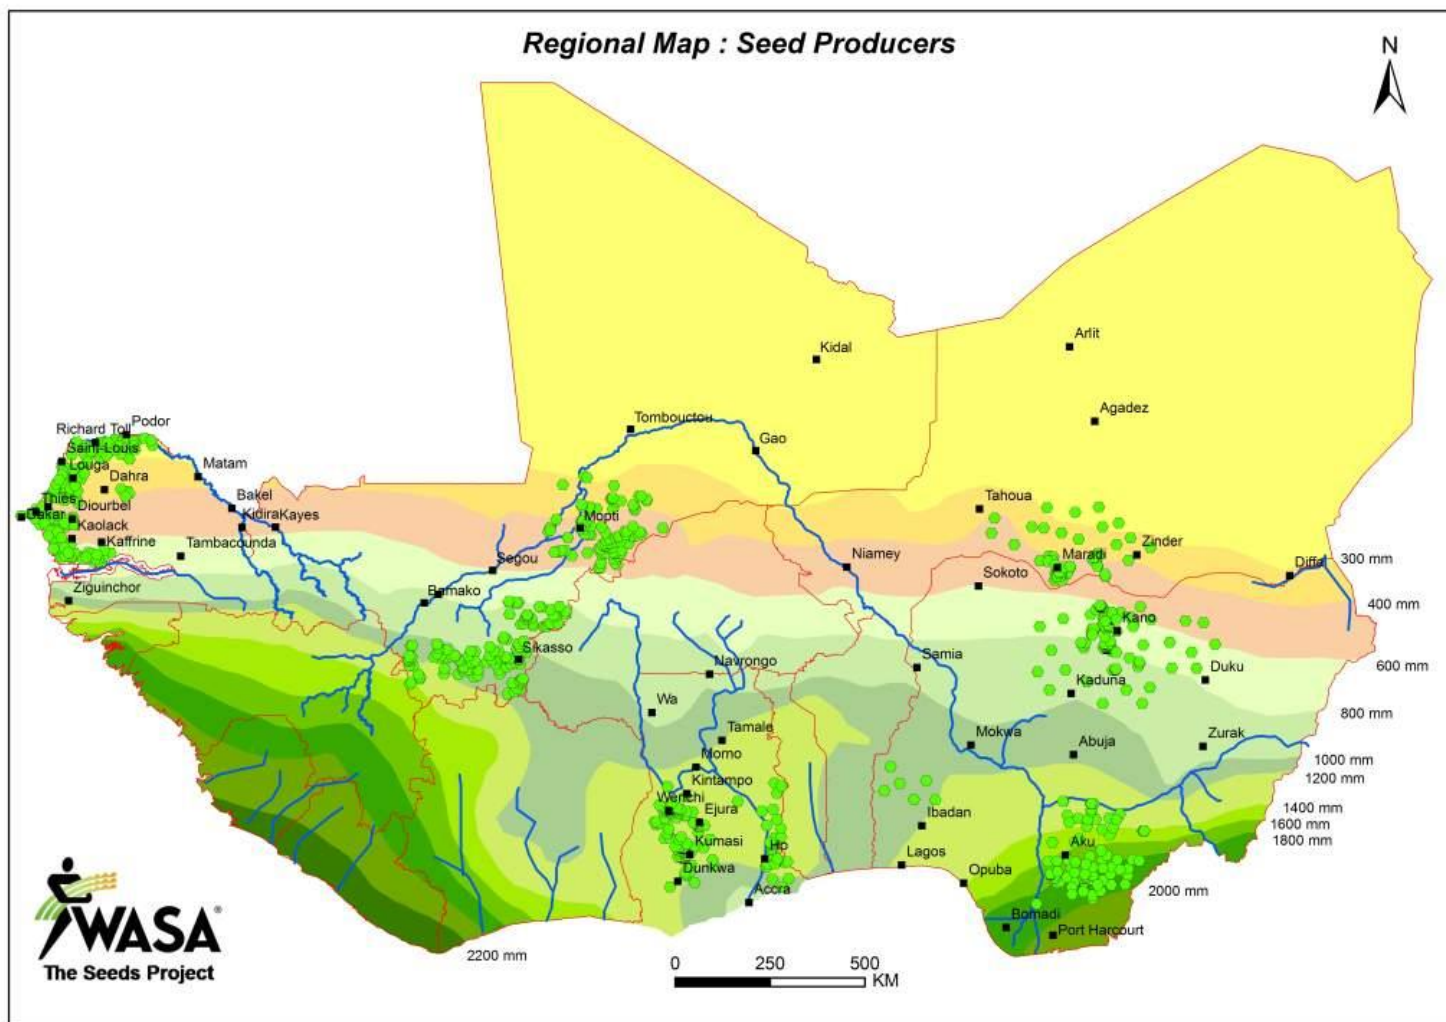 Regional Map : Seed Producers
N
Kidal
Arlit
Agadez
Tombouctou
Gao
Podor
Richard Toll
Saint-Louis
Louga
Dahra
Matam
Thies
Diourbel
Bakel
Dakar
Kaolack
Kidira
Kayes
Kaffrine
Tambacounda
Ziguinchor
Mopti
Segou
Bamako
Sikasso
Niamey
Tahoua
Maradi
Zinder
Diffa
300 mm
Sokoto
400 mm
Kano
Samia
Duku
600 mm
Kaduna
Navrongo
Wa
800 mm
Tamale
Mokwa
Abuja
Zurak
1000 mm
1200 mm
Morno
Kintampo
Wenchi
Ejura
Ibadan
1400 mm
1600 mm
1800 mm
Kumasi
Ho
Lagos
Aku
Dunkwa
Accra
Opuba
2000 mm
Bomadi
Port Harcourt
2200 mm
0 250 500
KM
WASA®
The Seeds Project